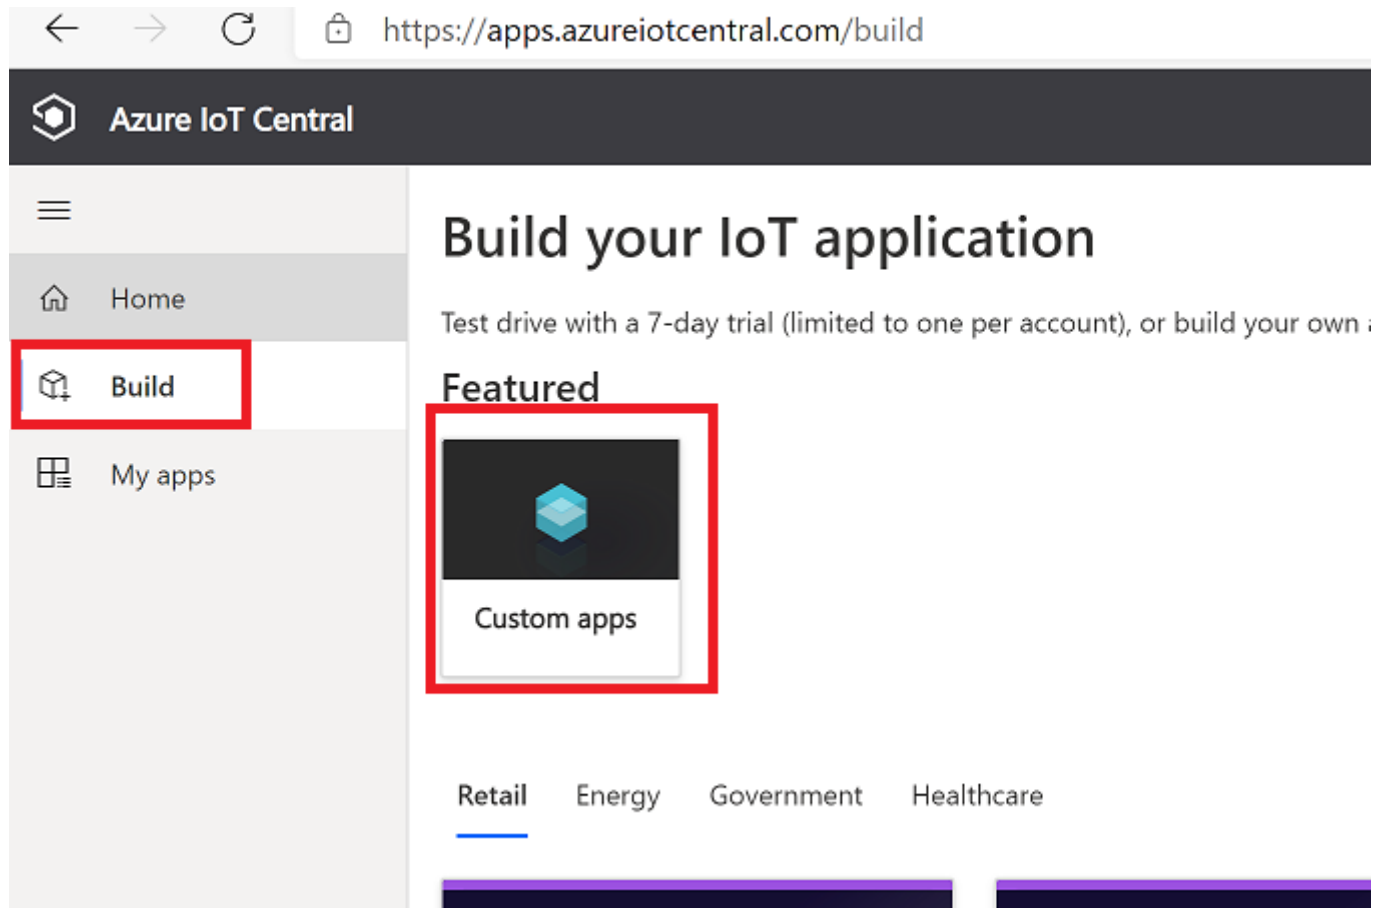 https://apps.azureiotcentral.com/build
Azure IoT Central
Home
Build
My apps
Build your IoT application
Test drive with a 7-day trial (limited to one per account), or build your own
Featured
Custom apps
Retail Energy Government Healthcare